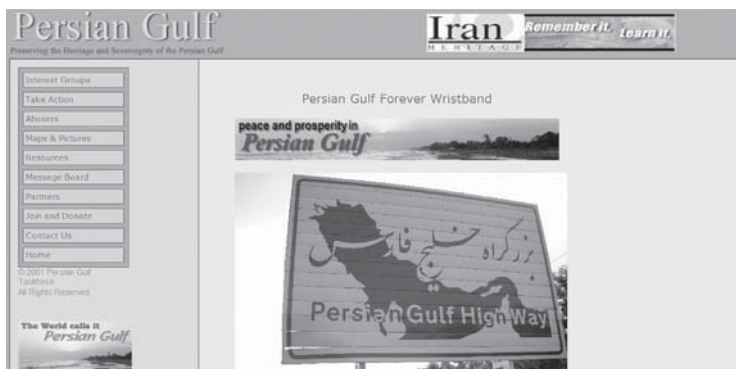 Persian Gulf
Preserving the Heritage and Sovereignty of the Persian Gulf
Iran
HERITAGE
Remember it.
Learn it.
Interest Groups
Take Action
Abusers
Maps & Pictures
Resources
Message Board
Partners
Join and Donate
Contact Us
Home
© 2001 Persian Gulf
Taskforce
All Rights Reserved
The World calls it
Persian Gulf
Persian Gulf Forever Wristband
peace and prosperity in
Persian Gulf
بزرگراه خلیج فارس
Persian Gulf High Way